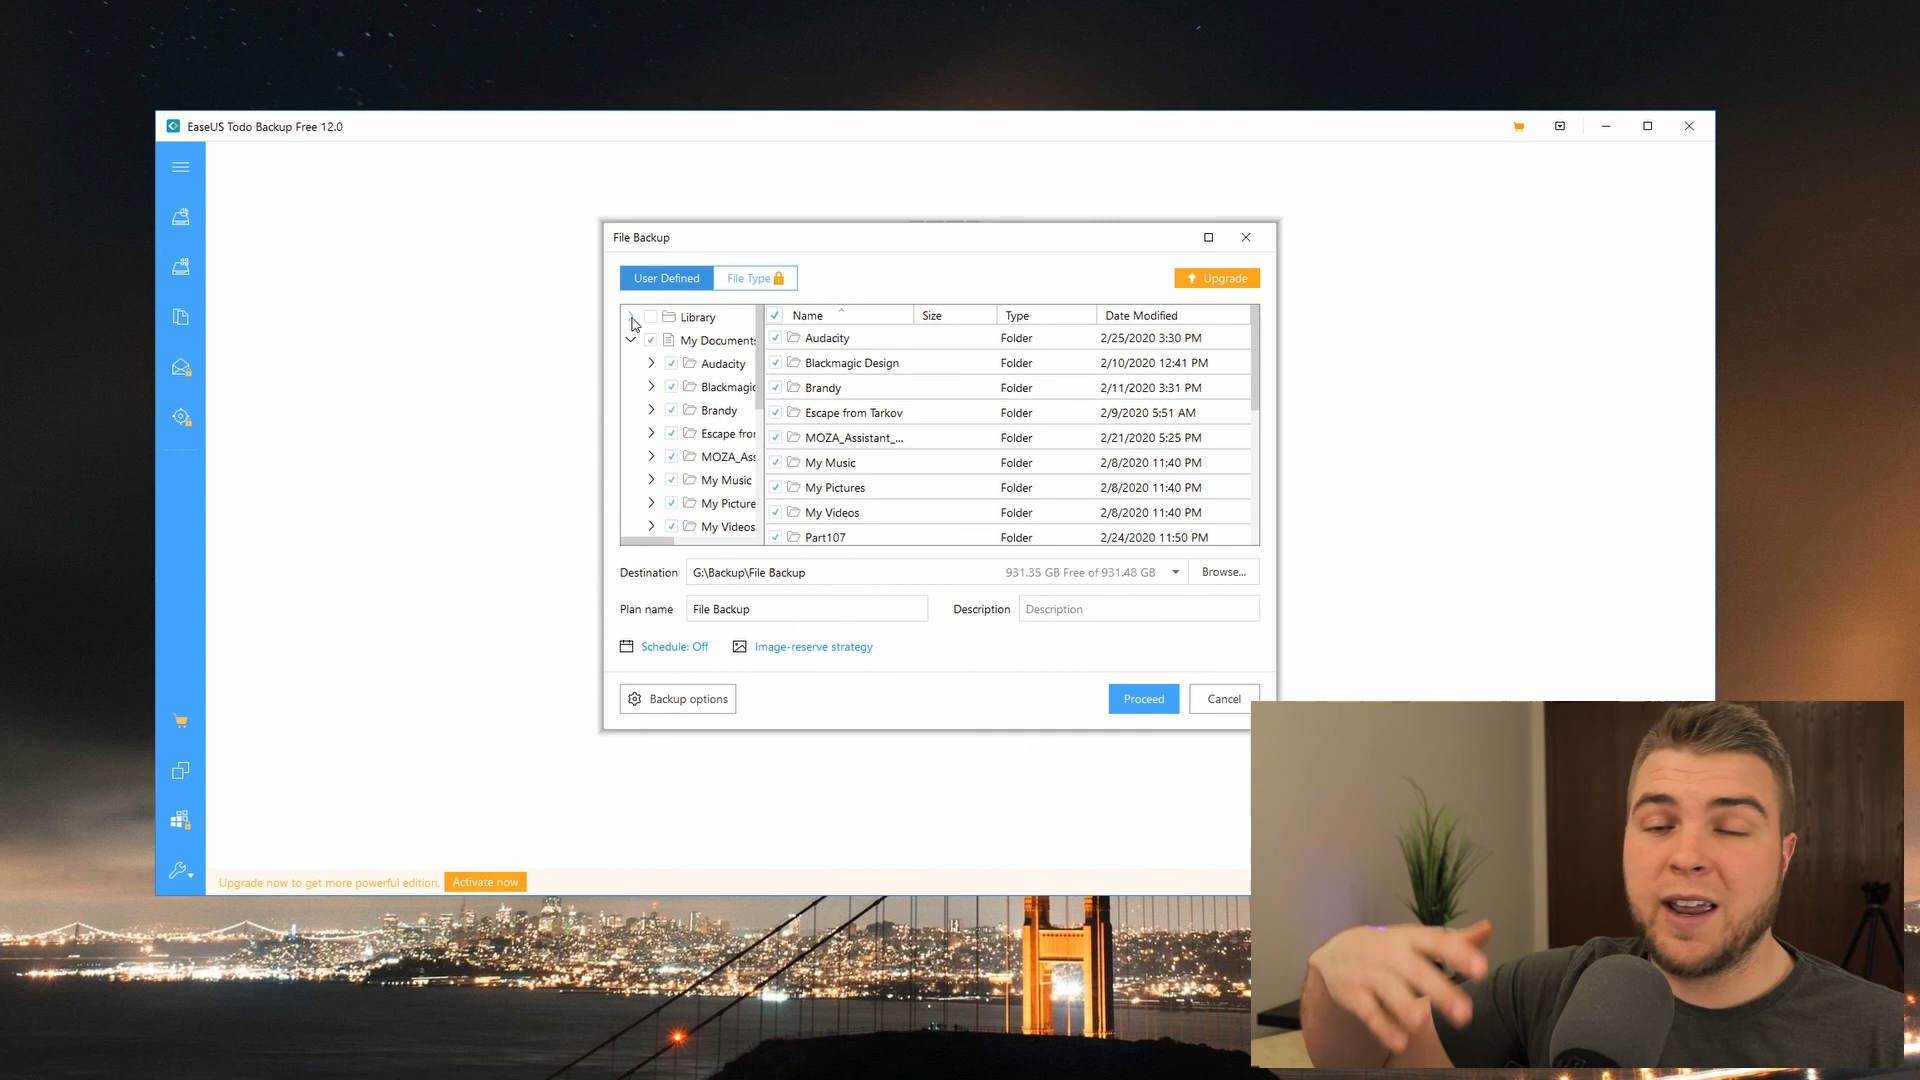 EaseUS Todo Backup Free 12.0
File Backup
User Defined File Type Upgrade
Library
My Document
Audacity
Blackmagic
Brandy
Escape fro
MOZA_Ass
My Music
My Picture
My Videos
Name Size Type Date Modified
Audacity Folder 2/25/2020 3:30 PM
Blackmagic Design Folder 2/10/2020 12:41 PM
Brandy Folder 2/11/2020 3:31 PM
Escape from Tarkov Folder 2/9/2020 5:51 AM
MOZA_Assistant_... Folder 2/21/2020 5:25 PM
My Music Folder 2/8/2020 11:40 PM
My Pictures Folder 2/8/2020 11:40 PM
My Videos Folder 2/8/2020 11:40 PM
Part107 Folder 2/24/2020 11:50 PM
Destination G:\Backup\File Backup 931.35 GB Free of 931.48 GB Browse...
Plan name File Backup Description Description
Schedule: Off Image-reserve strategy
Backup options Proceed Cancel
Upgrade now to get more powerful edition. Activate now